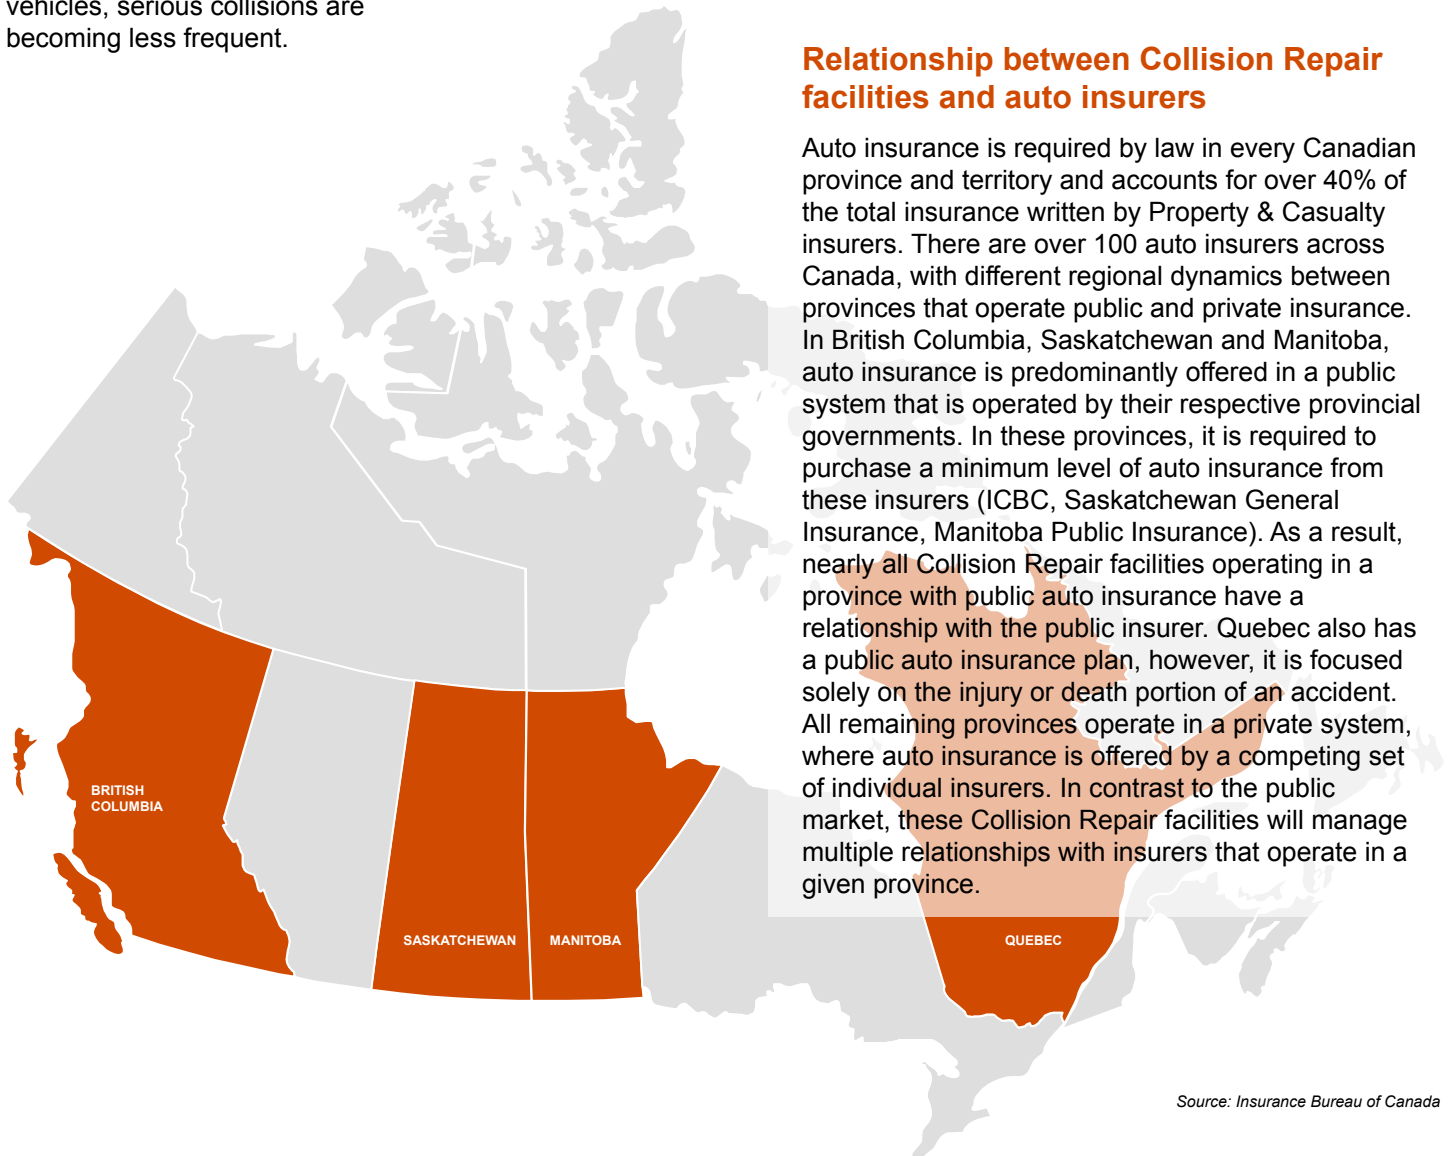 vehicles, serious collisions are
becoming less frequent.
Relationship between Collision Repair
facilities and auto insurers
Auto insurance is required by law in every Canadian
province and territory and accounts for over 40% of
the total insurance written by Property & Casualty
insurers. There are over 100 auto insurers across
Canada, with different regional dynamics between
provinces that operate public and private insurance.
In British Columbia, Saskatchewan and Manitoba,
auto insurance is predominantly offered in a public
system that is operated by their respective provincial
governments. In these provinces, it is required to
purchase a minimum level of auto insurance from
these insurers (ICBC, Saskatchewan General
Insurance, Manitoba Public Insurance). As a result,
nearly all Collision Repair facilities operating in a
province with public auto insurance have a
relationship with the public insurer. Quebec also has
a public auto insurance plan, however, it is focused
solely on the injury or death portion of an accident.
All remaining provinces operate in a private system,
where auto insurance is offered by a competing set
of individual insurers. In contrast to the public
market, these Collision Repair facilities will manage
multiple relationships with insurers that operate in a
given province.
BRITISH
COLUMBIA
SASKATCHEWAN
MANITOBA
QUEBEC
Source: Insurance Bureau of Canada